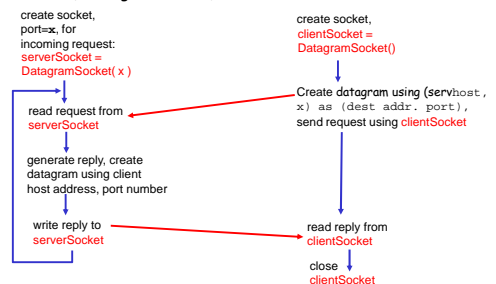 create socket,
port=x, for
incoming request:
serverSocket =
DatagramSocket( x )
read request from
serverSocket
generate reply, create
datagram using client
host address, port number
write reply to
serverSocket
create socket,
clientSocket =
DatagramSocket()
Create datagram using (servhost,
x) as (dest addr. port),
send request using clientSocket
read reply from
clientSocket
close
clientSocket